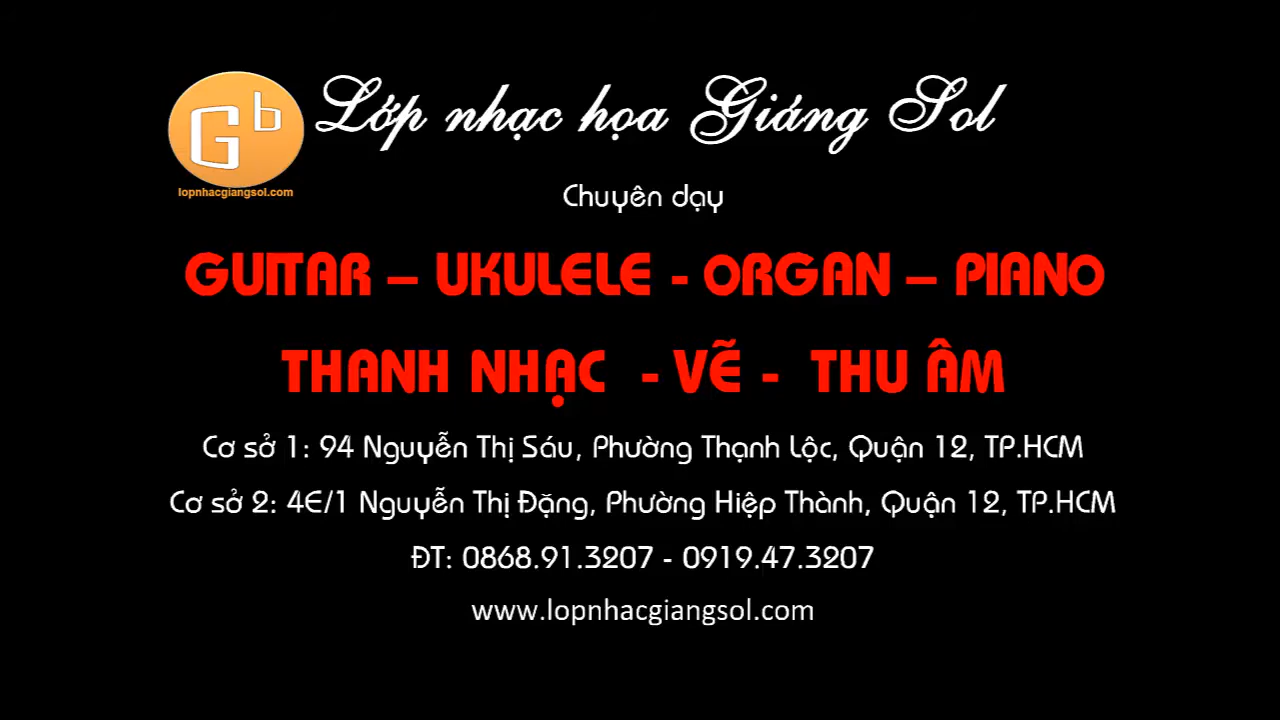 Gb
Lớp nhạc họa Giáng Sol
lopnhacgiangsol.com
Chuyên dạy
GUITAR – UKULELE - ORGAN – PIANO
THANH NHẠC - VẼ - THU ÂM
Cơ sở 1: 94 Nguyễn Thị Sáu, Phường Thạnh Lộc, Quận 12, TP.HCM
Cơ sở 2: 4E/1 Nguyễn Thị Đặng, Phường Hiệp Thành, Quận 12, TP.HCM
ĐT: 0868.91.3207 - 0919.47.3207
www.lopnhacgiangsol.com